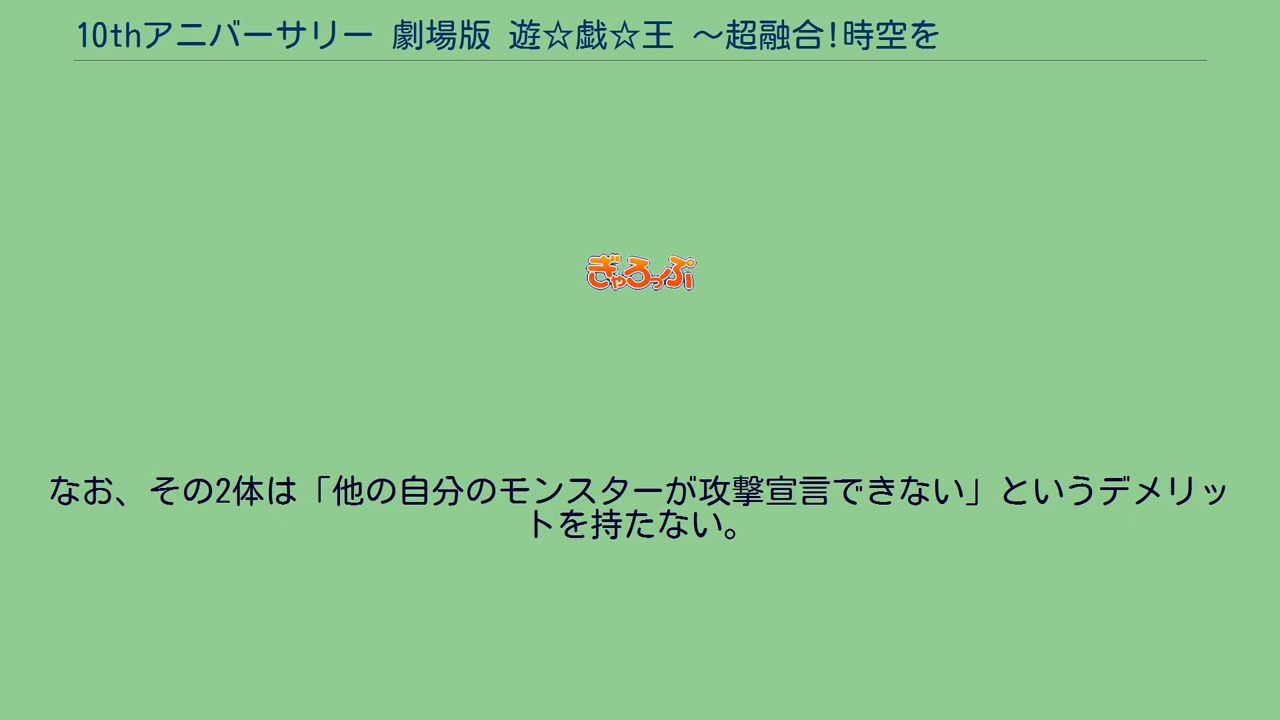 10thアニバーサリー 劇場版 遊☆戯☆王 〜超融合!時空を
ぎゃろっぷ
なお、その2体は「他の自分のモンスターが攻撃宣言できない」というデメリッ
トを持たない。